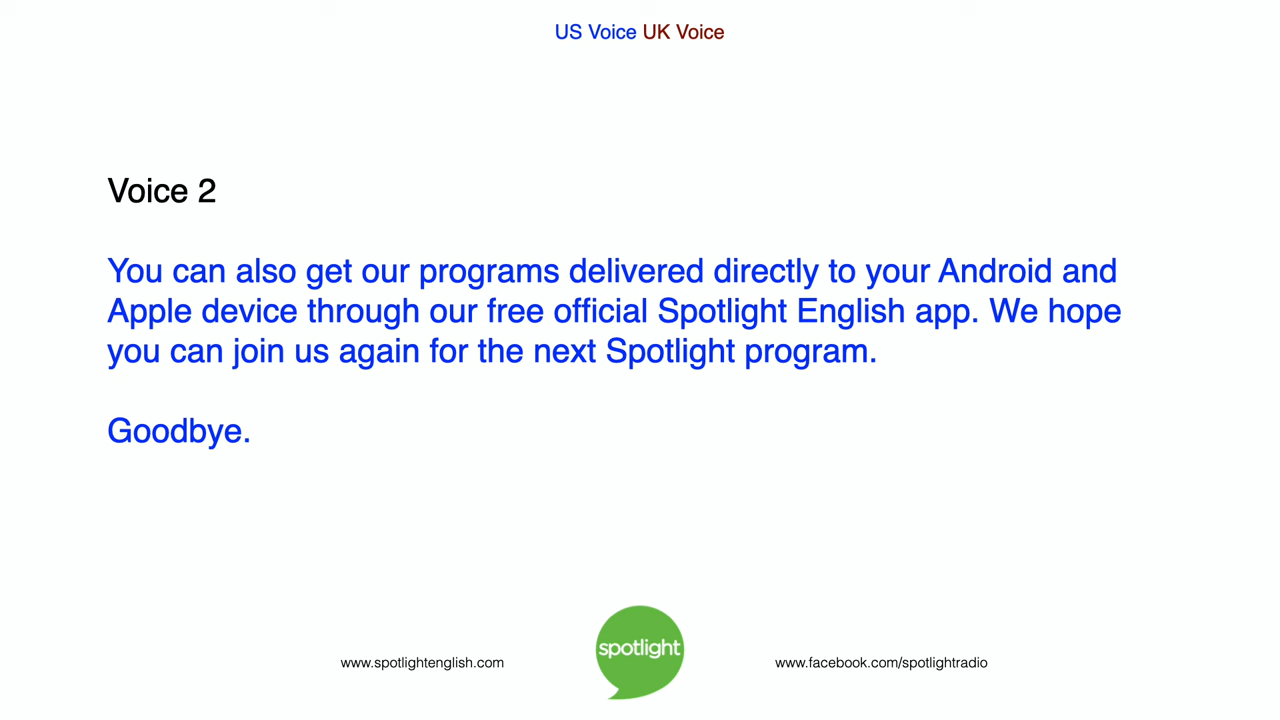 US Voice UK Voice
Voice 2
You can also get our programs delivered directly to your Android and
Apple device through our free official Spotlight English app. We hope
you can join us again for the next Spotlight program.
Goodbye.
www.spotlightenglish.com
spotlight
www.facebook.com/spotlightradio